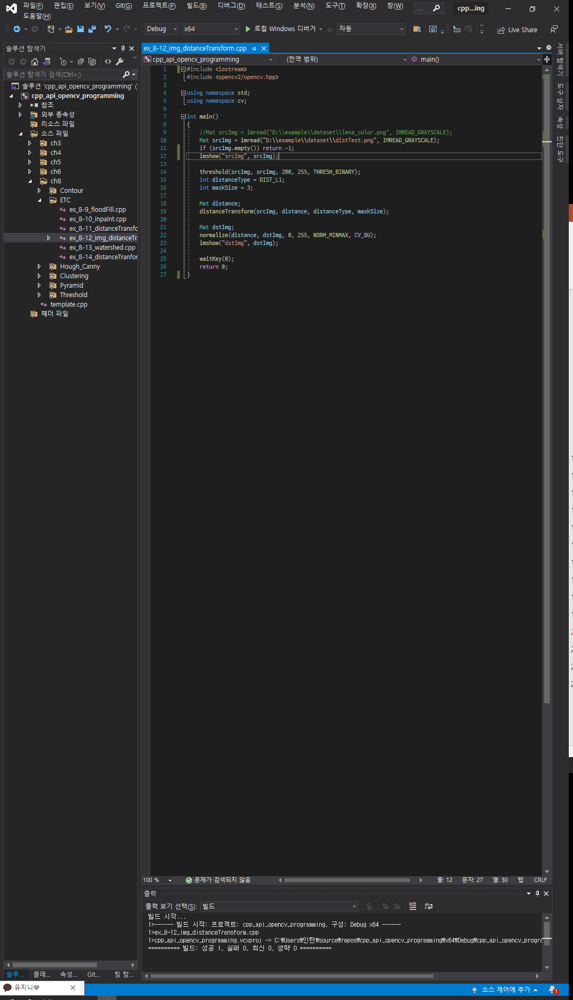 파일(F) 편집(E) 보기(V) Git(G) 프로젝트(P) 빌드(B) 디버그(D) 테스트(S) 분석(N) 도구(T) 확장(X) 창(W) ... cpp...ing
도움말(H)
Debug x64 로컬 Windows 디버거 자동 Live Share
솔루션 탐색기
솔루션 탐색기 검색(Ctrl+;)
솔루션 'cpp_api_opencv_programming' (
cpp_api_opencv_programming
참조
외부 종속성
리소스 파일
소스 파일
ch3
ch4
ch5
ch6
ch8
Contour
ETC
ex_8-9_floodFill.cpp
ex_8-10_inpaint.cpp
ex_8-11_distanceTransfo
ex_8-12_img_distanceTr
ex_8-13_watershed.cpp
ex_8-14_distanceTranfor
Hough_Canny
Clustering
Pyramid
Threshold
template.cpp
헤더 파일
솔루... 클래... 속성... Git... 팀 탐...
ex_8-12_img_distanceTransform.cpp
cpp_api_opencv_programming (전역 범위) main()
1 #include <iostream>
2 #include <opencv2/opencv.hpp>
3
4 using namespace std;
5 using namespace cv;
6
7 int main()
8 {
9 //Mat srcImg = imread("D:\\example\\dataset\\lena_color.png", IMREAD_GRAYSCALE);
10 Mat srcImg = imread("D:\\example\\dataset\\distTest.png", IMREAD_GRAYSCALE);
11 if (srcImg.empty()) return -1;
12 imshow("srcImg", srcImg);
13
14 threshold(srcImg, srcImg, 200, 255, THRESH_BINARY);
15 int distanceType = DIST_L1;
16 int maskSize = 3;
17
18 Mat distance;
19 distanceTransform(srcImg, distance, distanceType, maskSize);
20
21 Mat dstImg;
22 normalize(distance, dstImg, 0, 255, NORM_MINMAX, CV_8U);
23 imshow("dstImg", dstImg);
24
25 waitKey(0);
26 return 0;
27 }
서버 탐색기
도구 상자
속성
진단 도구
100 % 문제가 검색되지 않음 줄: 12 문자: 27 열: 30 탭 CRLF
출력
출력 보기 선택(S): 빌드
빌드 시작...
1>------ 빌드 시작: 프로젝트: cpp_api_opencv_programming, 구성: Debug x64 ------
1>ex_8-12_img_distanceTransform.cpp
1>cpp_api_opencv_programming.vcxproj -> C:₩Users₩인턴₩source₩repos₩cpp_api_opencv_programming₩x64₩Debug₩cpp_api_opencv_progra
========== 빌드: 성공 1, 실패 0, 최신 0, 생략 0 ==========
유지니
소스 제어에 추가 1